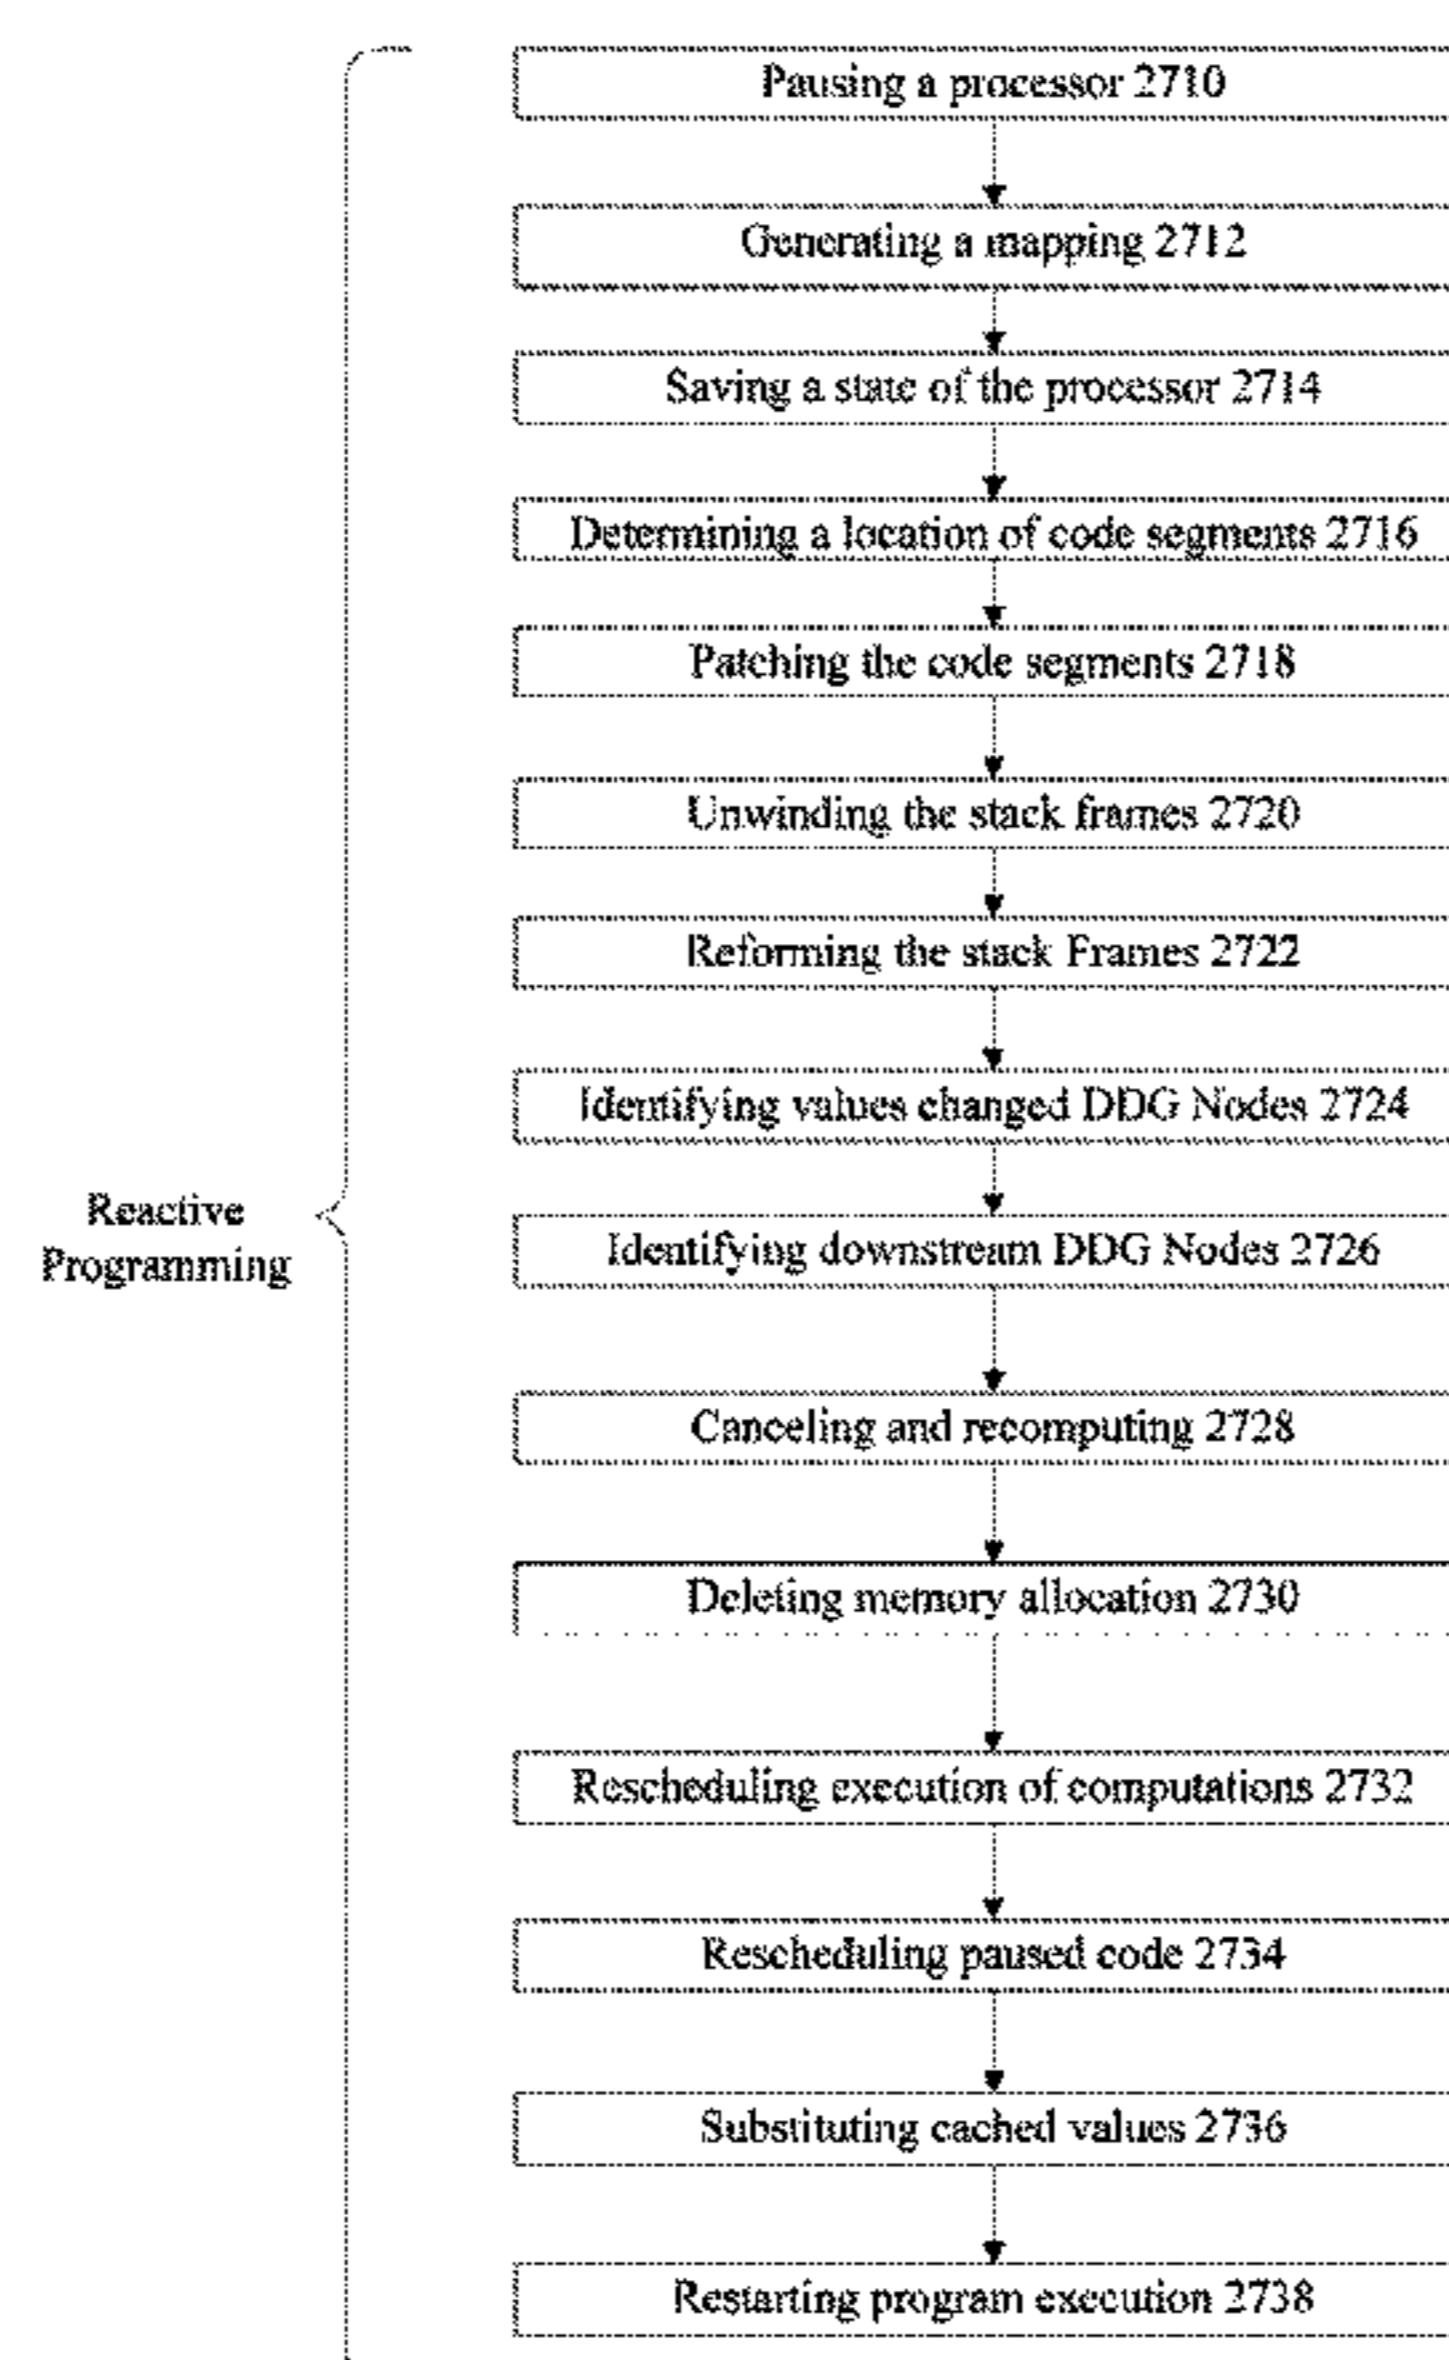 Pausing a processor 2710
Generating a mapping 2712
Saving a state of the processor 2714
Determining a location of code segments 2716
Patching the code segments 2718
Unwinding the stack frames 2720
Reforming the stack Frames 2722
Identifying values changed DDG Nodes 2724
Identifying downstream DDG Nodes 2726
Reactive
Programming
Canceling and recomputing 2728
Deleting memory allocation 2730
Rescheduling execution of computations 2732
Rescheduling paused code 2734
Substituting cached values 2736
Restarting program execution 2738